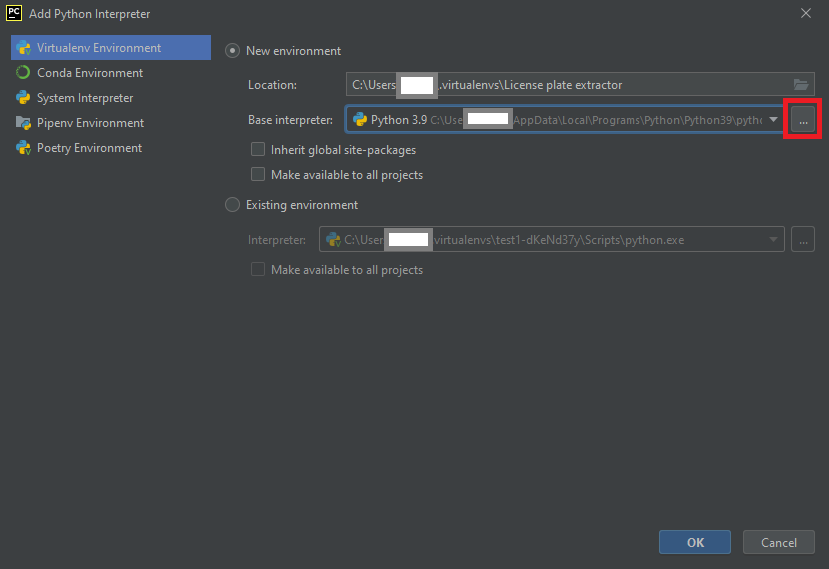 PC Add Python Interpreter
Virtualenv Environment
Conda Environment
System Interpreter
Pipenv Environment
Poetry Environment
New environment
Location: C:\Users .virtualenvs\License plate extractor
Base interpreter: Python 3.9 C:\Use AppData\Local\Programs\Python\Python39\pytho ...
Inherit global site-packages
Make available to all projects
Existing environment
Interpreter: C:\User virtualenvs\test1-dKeNd37y\Scripts\python.exe ...
Make available to all projects
OK Cancel